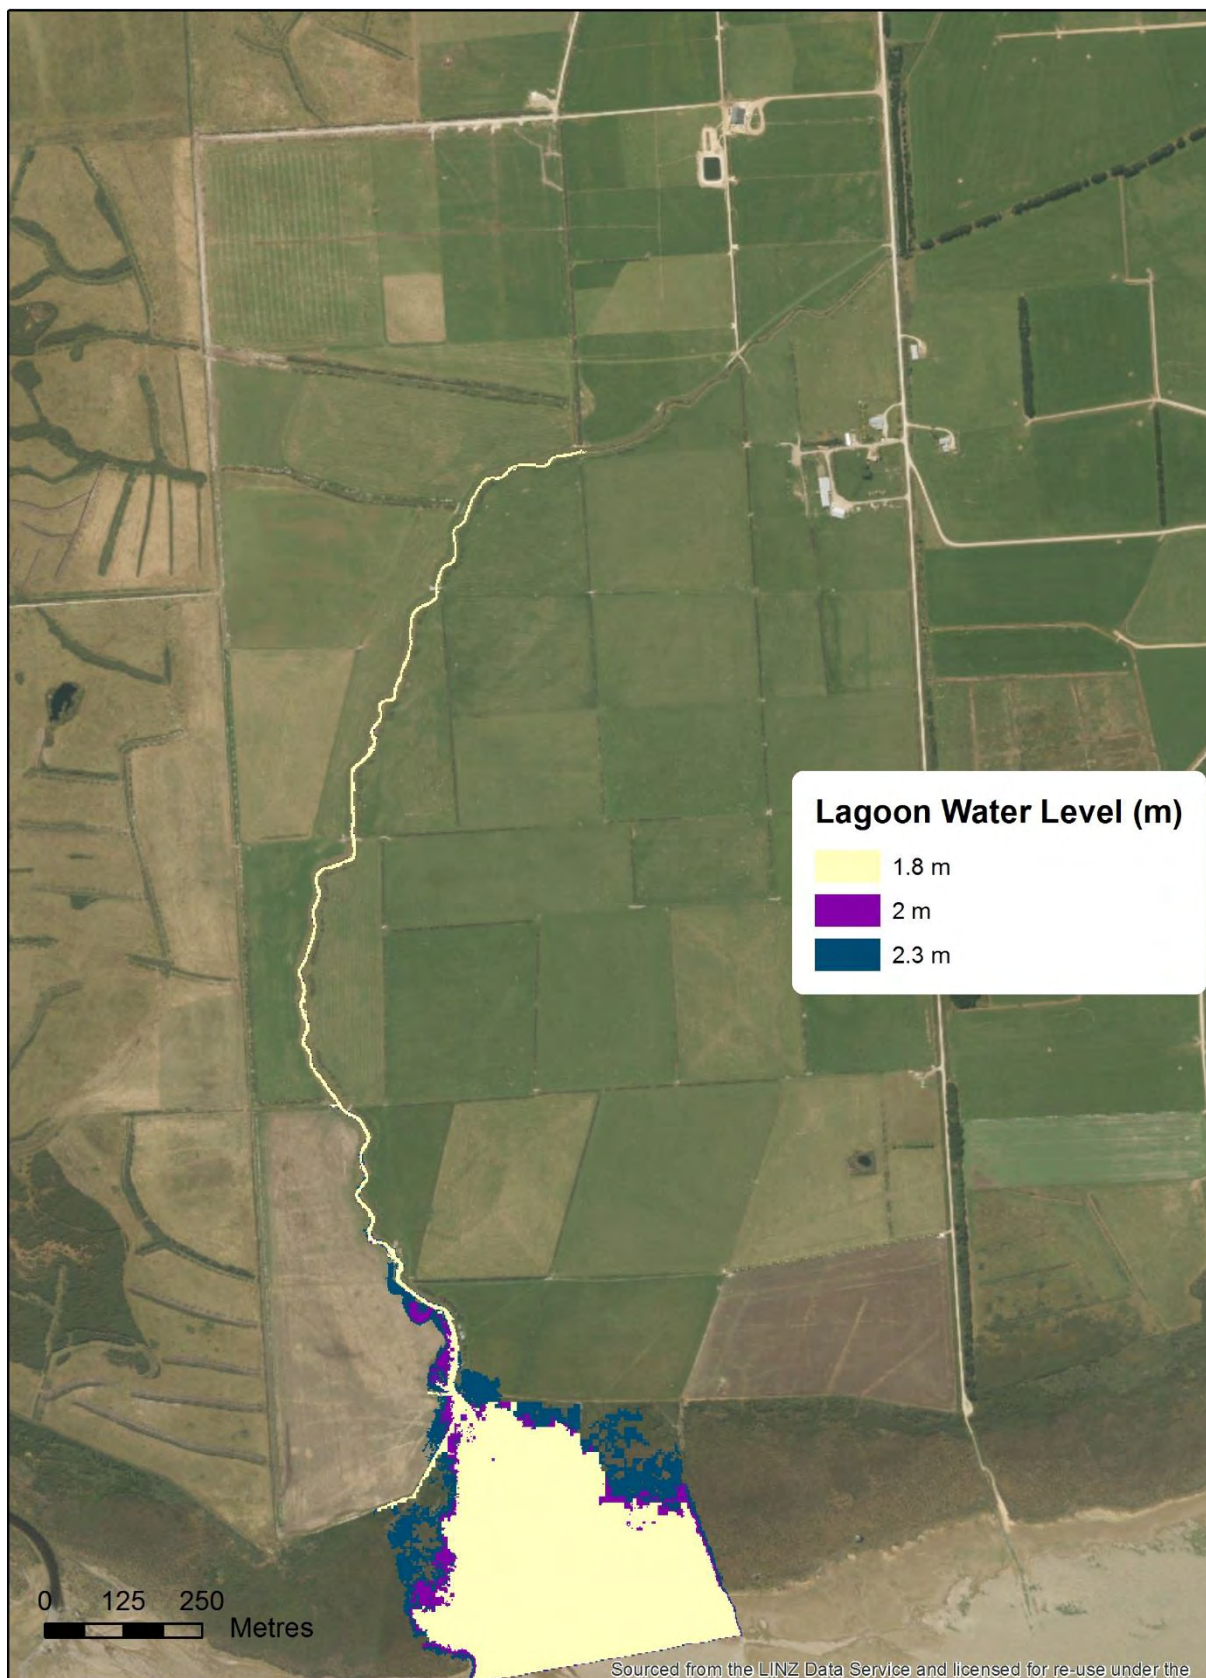 Lagoon Water Level (m)
1.8 m
2 m
2.3 m
0 125 250
Metres
Sourced from the LINZ Data Service and licensed for re-use under the